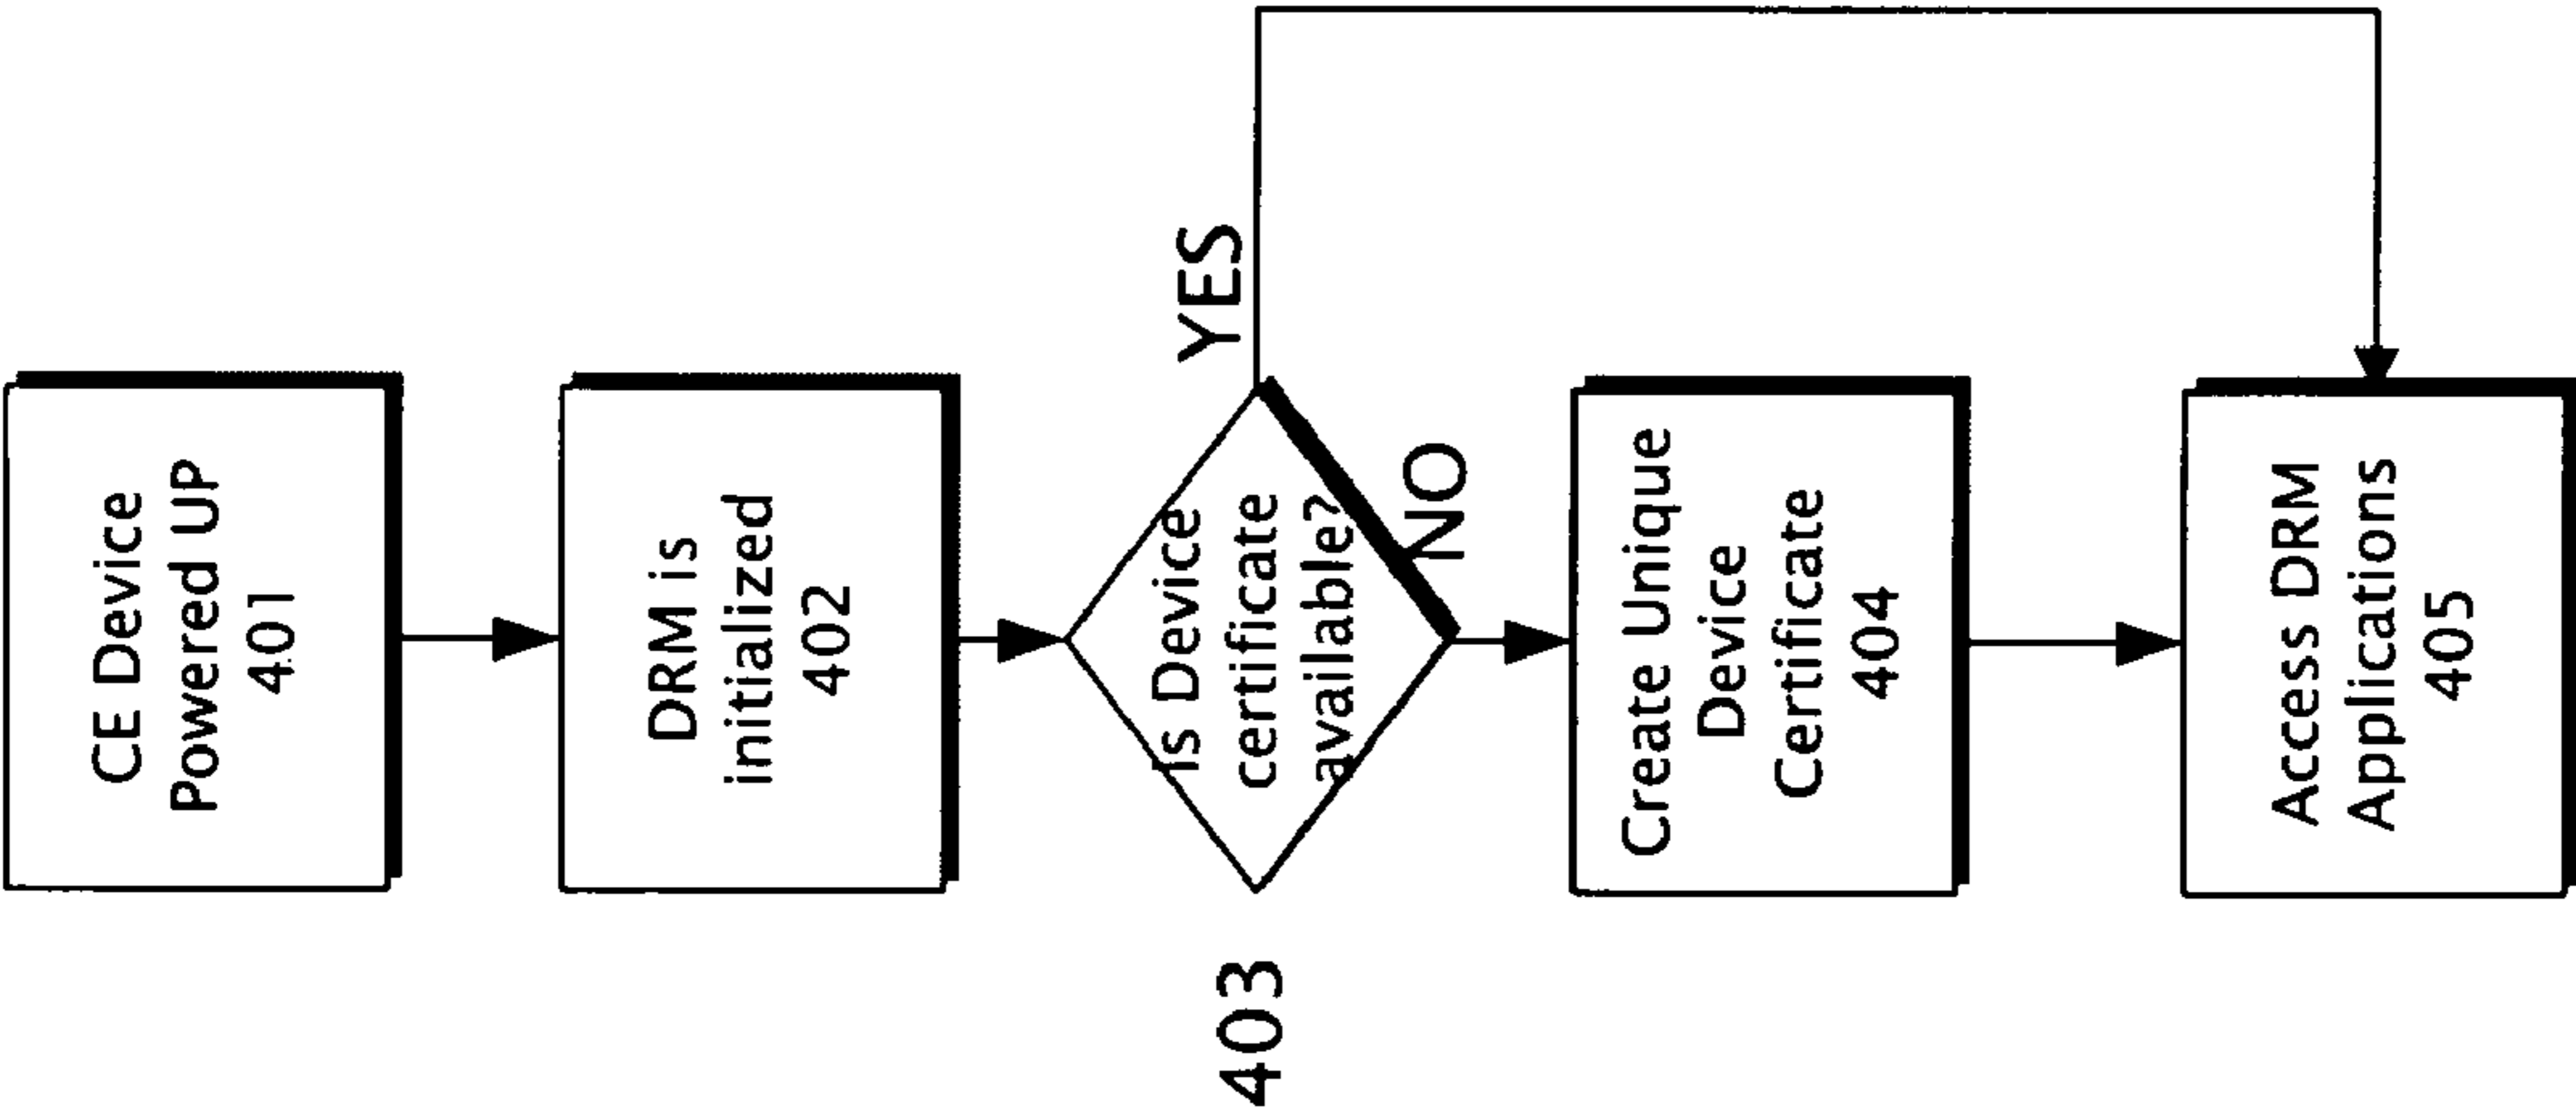 CE Device
Powered UP
401
DRM is
initialized
402
403
Is Device
certificate
available?
YES
NO
Create Unique
Device
Certificate
404
Access DRM
Applications
405